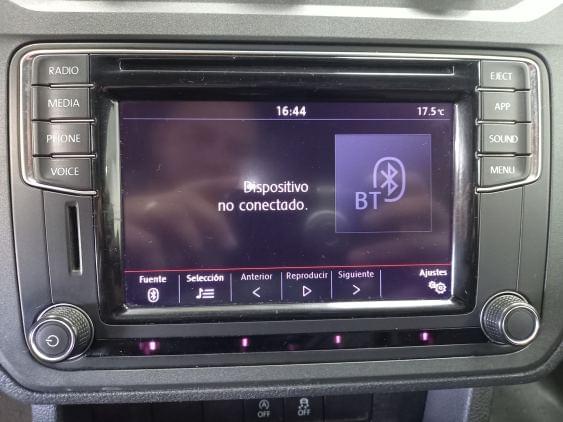 RADIO
MEDIA
PHONE
VOICE
EJECT
APP
SOUND
MENU
16:44
17.5℃
Dispositivo
no conectado.
BT
Fuente
Selección
Anterior
Reproducir
Siguiente
Ajustes
OFF
OFF